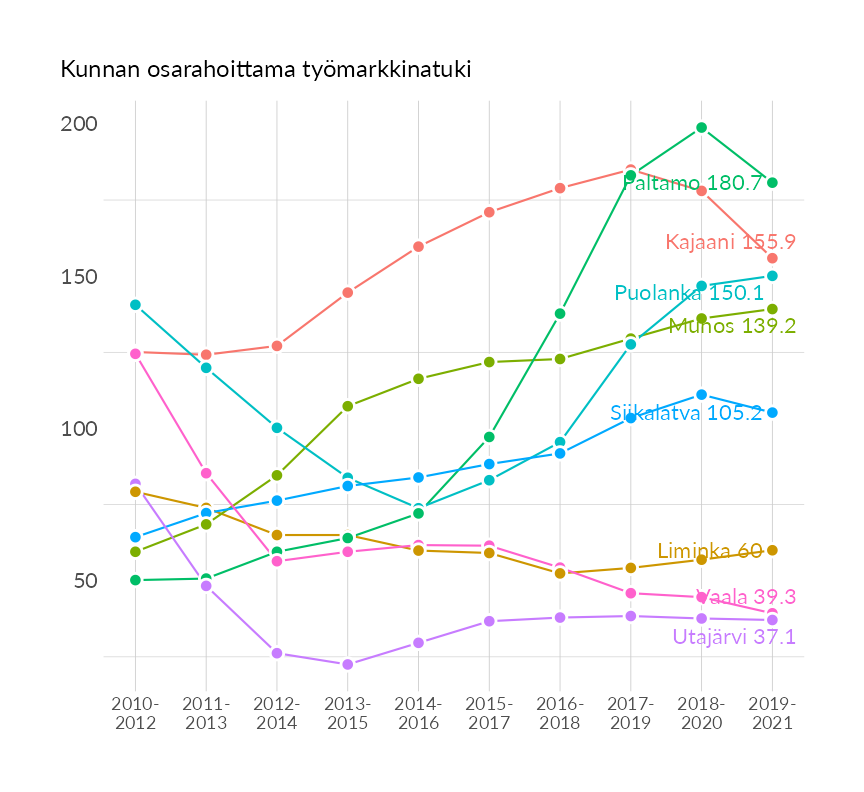 Kunnan osarahoittama työmarkkinatuki
200
Paltamo 180.7
Kajaani 155.9
150
Puolanka 150.1
Muhos 139.2
100
Siikalatva 105.2
Liminka 60
50
Vaala 39.3
Utajärvi 37.1
2010- 2011- 2012- 2013- 2014- 2015- 2016- 2017- 2018- 2019-
2012 2013 2014 2015 2016 2017 2018 2019 2020 2021